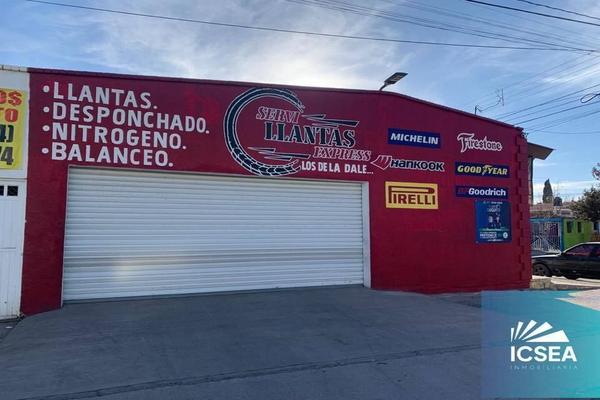 •LLANTAS.
•DESPONCHADO.
•NITROGENO.
•BALANCEO.
SERVI
LLANTAS
EXPRESS
LOS DE LA DALE...
MICHELIN
HANKOOK
PIRELLI
Firestone
GOODYEAR
BFGoodrich
ICSEA
INMOBILIARIA